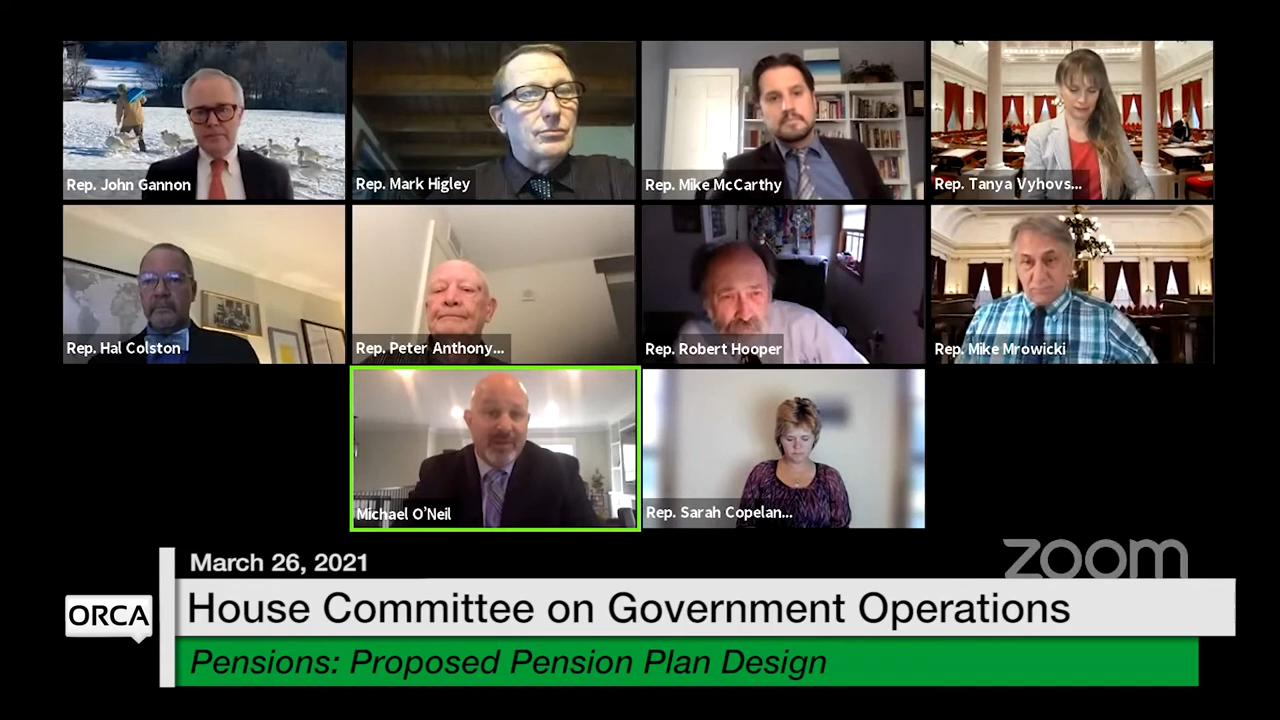 Rep. John Gannon
Rep. Mark Higley
Rep. Mike McCarthy
Rep. Tanya Vyhovs...
Rep. Hal Colston
Rep. Peter Anthony...
Rep. Robert Hooper
Rep. Mike Mrowicki
Michael O'Neil
Rep. Sarah Copelan...
zoom
March 26, 2021
ORCA
House Committee on Government Operations
Pensions: Proposed Pension Plan Design